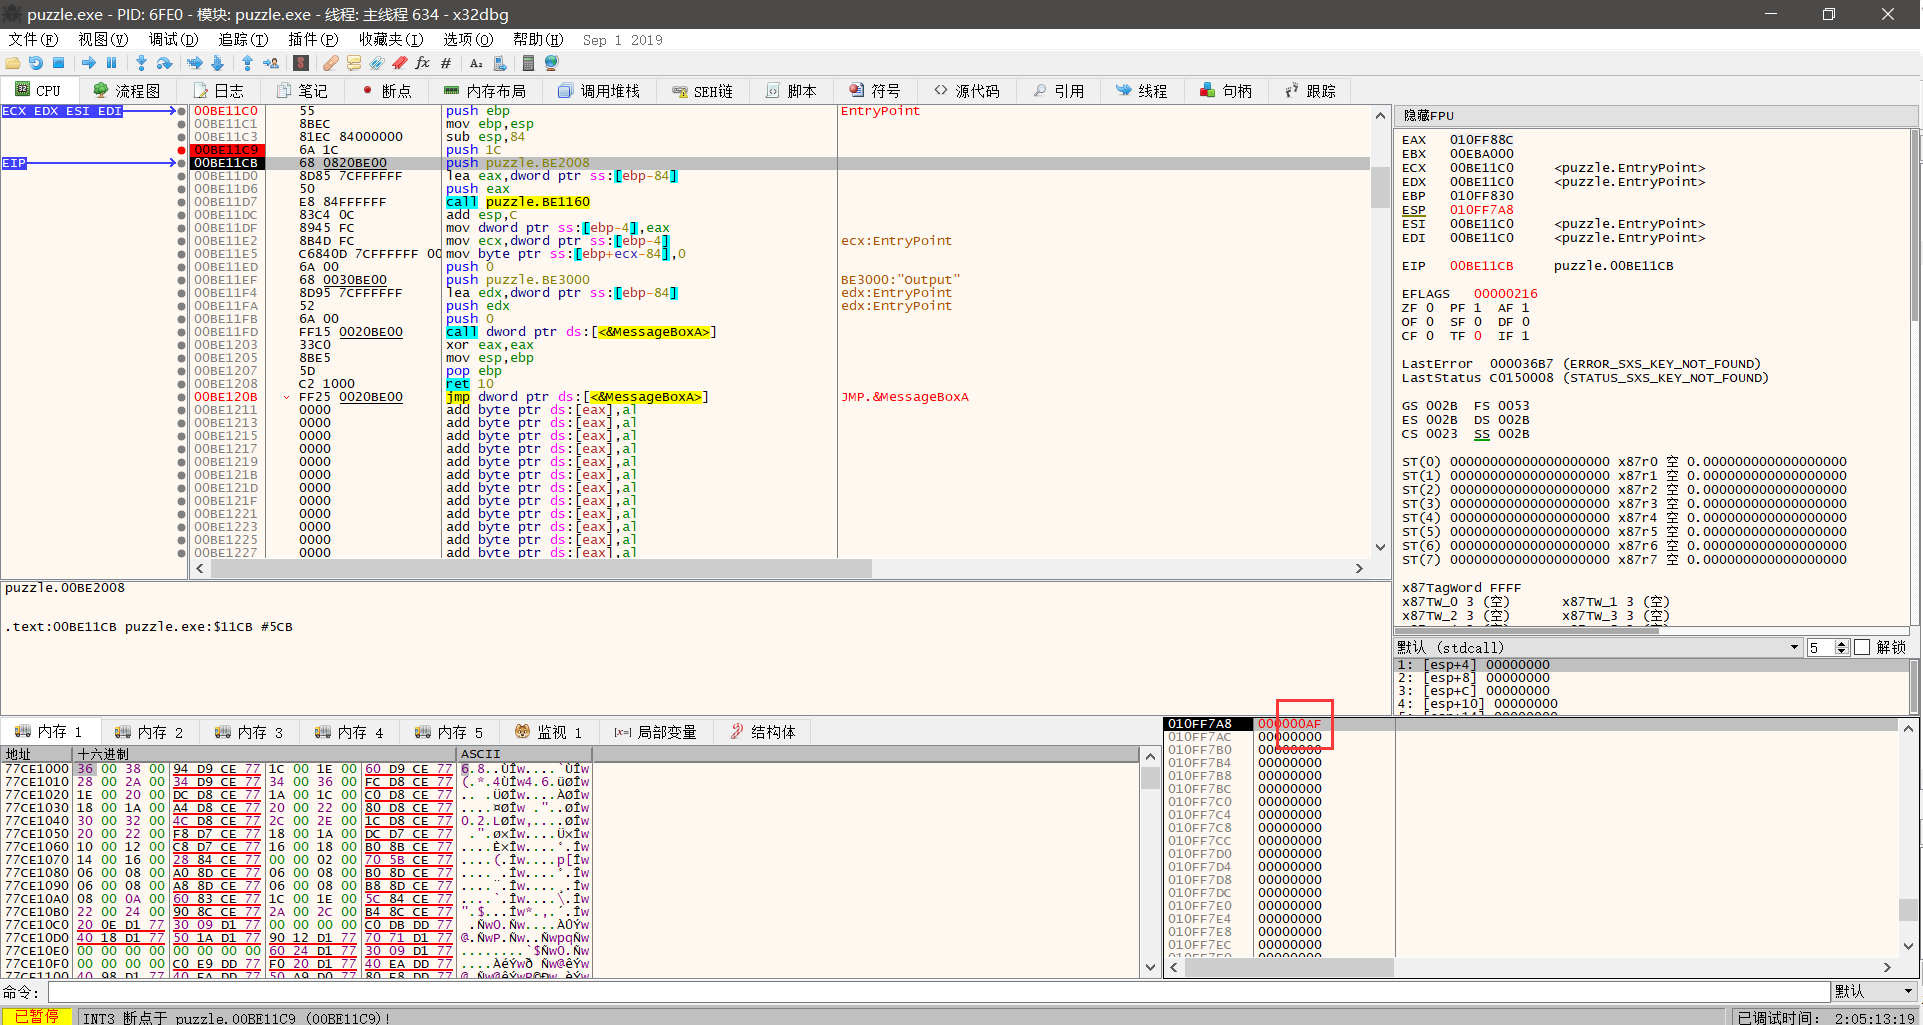 puzzle.exe - PID: 6FE0 - 模块: puzzle.exe - 线程: 主线程 634 - x32dbg
文件(F) 视图(V) 调试(D) 追踪(T) 插件(P) 收藏夹(I) 选项(O) 帮助(H) Sep 1 2019
CPU 流程图 日志 笔记 断点 内存布局 调用堆栈 SEH链 脚本 符号 源代码 引用 线程 句柄 跟踪
ECX EDX ESI EDI
EIP
00BE11C0 55 push ebp EntryPoint
00BE11C1 8BEC mov ebp,esp
00BE11C3 81EC 84000000 sub esp,84
00BE11C9 6A 1C push 1C
00BE11CB 68 0820BE00 push puzzle.BE2008
00BE11D0 8D85 7CFFFFFF lea eax,dword ptr ss:[ebp-84]
00BE11D6 50 push eax
00BE11D7 E8 84FFFFFF call puzzle.BE1160
00BE11DC 83C4 0C add esp,C
00BE11DF 8945 FC mov dword ptr ss:[ebp-4],eax
00BE11E2 8B4D FC mov ecx,dword ptr ss:[ebp-4] ecx:EntryPoint
00BE11E5 C6840D 7CFFFFFF 00 mov byte ptr ss:[ebp+ecx-84],0
00BE11ED 6A 00 push 0
00BE11EF 68 0030BE00 push puzzle.BE3000 BE3000:"Output"
00BE11F4 8D95 7CFFFFFF lea edx,dword ptr ss:[ebp-84] edx:EntryPoint
00BE11FA 52 push edx edx:EntryPoint
00BE11FB 6A 00 push 0
00BE11FD FF15 0020BE00 call dword ptr ds:[<&MessageBoxA>]
00BE1203 33C0 xor eax,eax
00BE1205 8BE5 mov esp,ebp
00BE1207 5D pop ebp
00BE1208 C2 1000 ret 10
00BE120B FF25 0020BE00 jmp dword ptr ds:[<&MessageBoxA>] JMP.&MessageBoxA
00BE1211 0000 add byte ptr ds:[eax],al
00BE1213 0000 add byte ptr ds:[eax],al
00BE1215 0000 add byte ptr ds:[eax],al
00BE1217 0000 add byte ptr ds:[eax],al
00BE1219 0000 add byte ptr ds:[eax],al
00BE121B 0000 add byte ptr ds:[eax],al
00BE121D 0000 add byte ptr ds:[eax],al
00BE121F 0000 add byte ptr ds:[eax],al
00BE1221 0000 add byte ptr ds:[eax],al
00BE1223 0000 add byte ptr ds:[eax],al
00BE1225 0000 add byte ptr ds:[eax],al
00BE1227 0000 add byte ptr ds:[eax],al
隐藏FPU
EAX 010FF88C
EBX 00EBA000
ECX 00BE11C0 <puzzle.EntryPoint>
EDX 00BE11C0 <puzzle.EntryPoint>
EBP 010FF830
ESP 010FF7A8
ESI 00BE11C0 <puzzle.EntryPoint>
EDI 00BE11C0 <puzzle.EntryPoint>
EIP 00BE11CB puzzle.00BE11CB
EFLAGS 00000216
ZF 0 PF 1 AF 1
OF 0 SF 0 DF 0
CF 0 TF 0 IF 1
LastError 000036B7 (ERROR_SXS_KEY_NOT_FOUND)
LastStatus C0150008 (STATUS_SXS_KEY_NOT_FOUND)
GS 002B FS 0053
ES 002B DS 002B
CS 0023 SS 002B
ST(0) 00000000000000000000 x87r0 空 0.000000000000000000
ST(1) 00000000000000000000 x87r1 空 0.000000000000000000
ST(2) 00000000000000000000 x87r2 空 0.000000000000000000
ST(3) 00000000000000000000 x87r3 空 0.000000000000000000
ST(4) 00000000000000000000 x87r4 空 0.000000000000000000
ST(5) 00000000000000000000 x87r5 空 0.000000000000000000
ST(6) 00000000000000000000 x87r6 空 0.000000000000000000
ST(7) 00000000000000000000 x87r7 空 0.000000000000000000
x87TagWord FFFF
x87TW_0 3 (空) x87TW_1 3 (空)
x87TW_2 3 (空) x87TW_3 3 (空)
puzzle.00BE2008
.text:00BE11CB puzzle.exe:$11CB #5CB
默认 (stdcall) 5 解锁
1: [esp+4] 00000000
2: [esp+8] 00000000
3: [esp+C] 00000000
4: [esp+10] 00000000
内存 1 内存 2 内存 3 内存 4 内存 5 监视 1 局部变量 结构体
地址 十六进制 ASCII
77CE1000 36 00 38 00 94 D9 CE 77 1C 00 1E 00 60 D9 CE 77 6.8..ÙÎw....`ÙÎw
77CE1010 28 00 2A 00 34 D9 CE 77 34 00 36 00 FC D8 CE 77 (.*.4ÙÎw4.6.üØÎw
77CE1020 1E 00 20 00 DC D8 CE 77 1A 00 1C 00 C0 D8 CE 77 .. .ÜØÎw....ÀØÎw
77CE1030 18 00 1A 00 A4 D8 CE 77 20 00 22 00 80 D8 CE 77 ....¤ØÎw ."..ØÎw
77CE1040 30 00 32 00 4C D8 CE 77 2C 00 2E 00 1C D8 CE 77 0.2.LØÎw,....ØÎw
77CE1050 20 00 22 00 F8 D7 CE 77 18 00 1A 00 DC D7 CE 77 .".ø×Îw....Ü×Îw
77CE1060 10 00 12 00 C8 D7 CE 77 16 00 18 00 B0 8B CE 77 ....È×Îw....°.Îw
77CE1070 14 00 16 00 28 84 CE 77 00 00 02 00 70 5B CE 77 ....(.Îw....p[Îw
77CE1080 06 00 08 00 A0 8D CE 77 06 00 08 00 B0 8D CE 77 .... .Îw....°.Îw
77CE1090 06 00 08 00 A8 8D CE 77 06 00 08 00 B8 8D CE 77 ....¨.Îw....¸.Îw
77CE10A0 08 00 0A 00 60 83 CE 77 1C 00 1E 00 5C 84 CE 77 ....`.Îw....\.Îw
77CE10B0 22 00 24 00 90 8C CE 77 2A 00 2C 00 B4 8C CE 77 ".$...Îw*.,.´.Îw
77CE10C0 20 0E D1 77 30 09 D1 77 00 00 00 00 C0 DB DD 77 .Ñw0.Ñw....ÀÛÝw
77CE10D0 40 18 D1 77 50 1A D1 77 90 12 D1 77 70 71 D1 77 @.ÑwP.Ñw..ÑwpqÑw
77CE10E0 00 00 00 00 00 00 00 00 60 24 D1 77 30 09 D1 77 ........`$Ñw0.Ñw
77CE10F0 00 00 00 00 C0 E9 DD 77 F0 20 D1 77 40 EA DD 77 ....ÀéÝwð Ñw@êÝw
77CE1100 40 98 D1 77 40 EA DD 77 50 A9 D0 77 80 E8 DD 77
010FF7A8 000000AF
010FF7AC 00000000
010FF7B0 00000000
010FF7B4 00000000
010FF7B8 00000000
010FF7BC 00000000
010FF7C0 00000000
010FF7C4 00000000
010FF7C8 00000000
010FF7CC 00000000
010FF7D0 00000000
010FF7D4 00000000
010FF7D8 00000000
010FF7DC 00000000
010FF7E0 00000000
010FF7E4 00000000
010FF7E8 00000000
010FF7EC 00000000
010FF7F0 00000000
命令: 默认
已暂停 INT3 断点于 puzzle.00BE11C9 (00BE11C9)! 已调试时间: 2:05:13:19